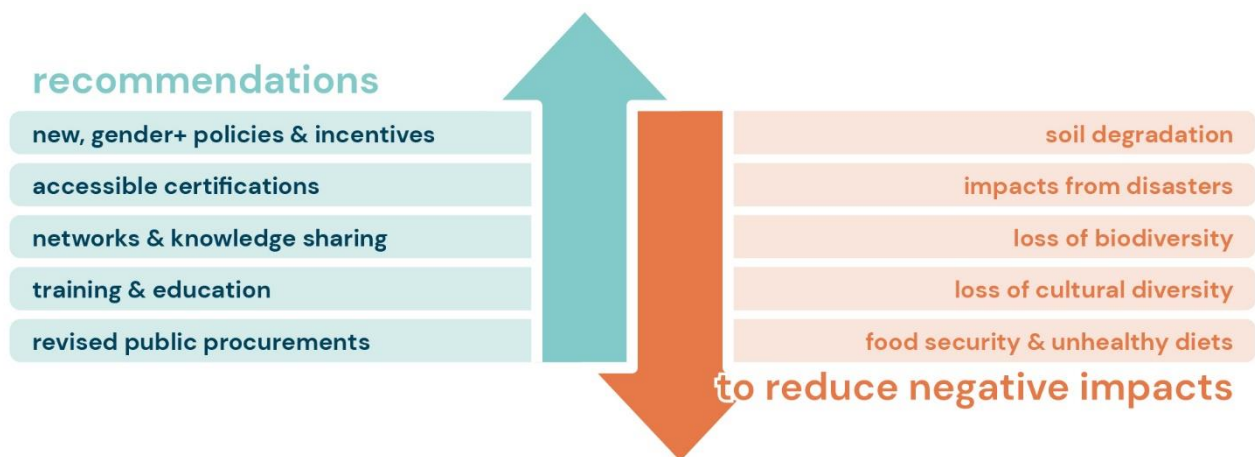 recommendations
new, gender+ policies & incentives
accessible certifications
networks & knowledge sharing
training & education
revised public procurements
soil degradation
impacts from disasters
loss of biodiversity
loss of cultural diversity
food security & unhealthy diets
to reduce negative impacts